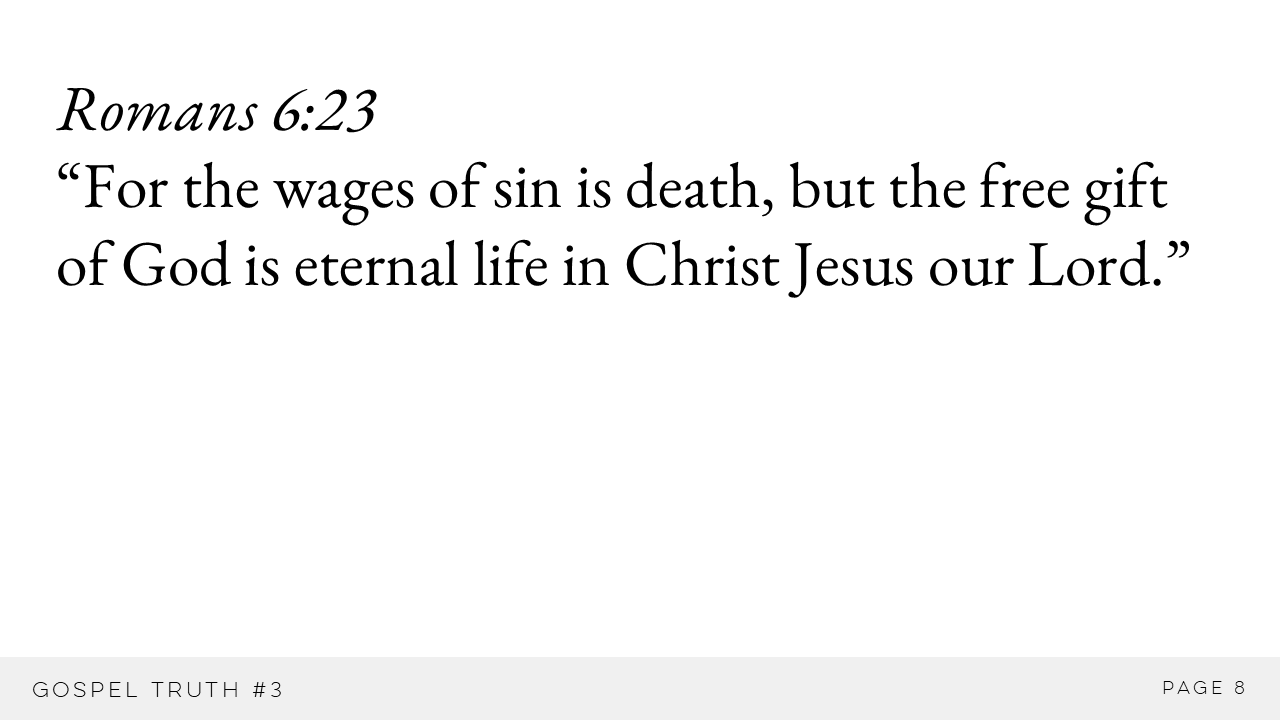 Romans 6:23
“For the wages of sin is death, but the free gift
of God is eternal life in Christ Jesus our Lord.”
GOSPEL TRUTH #3
PAGE 8